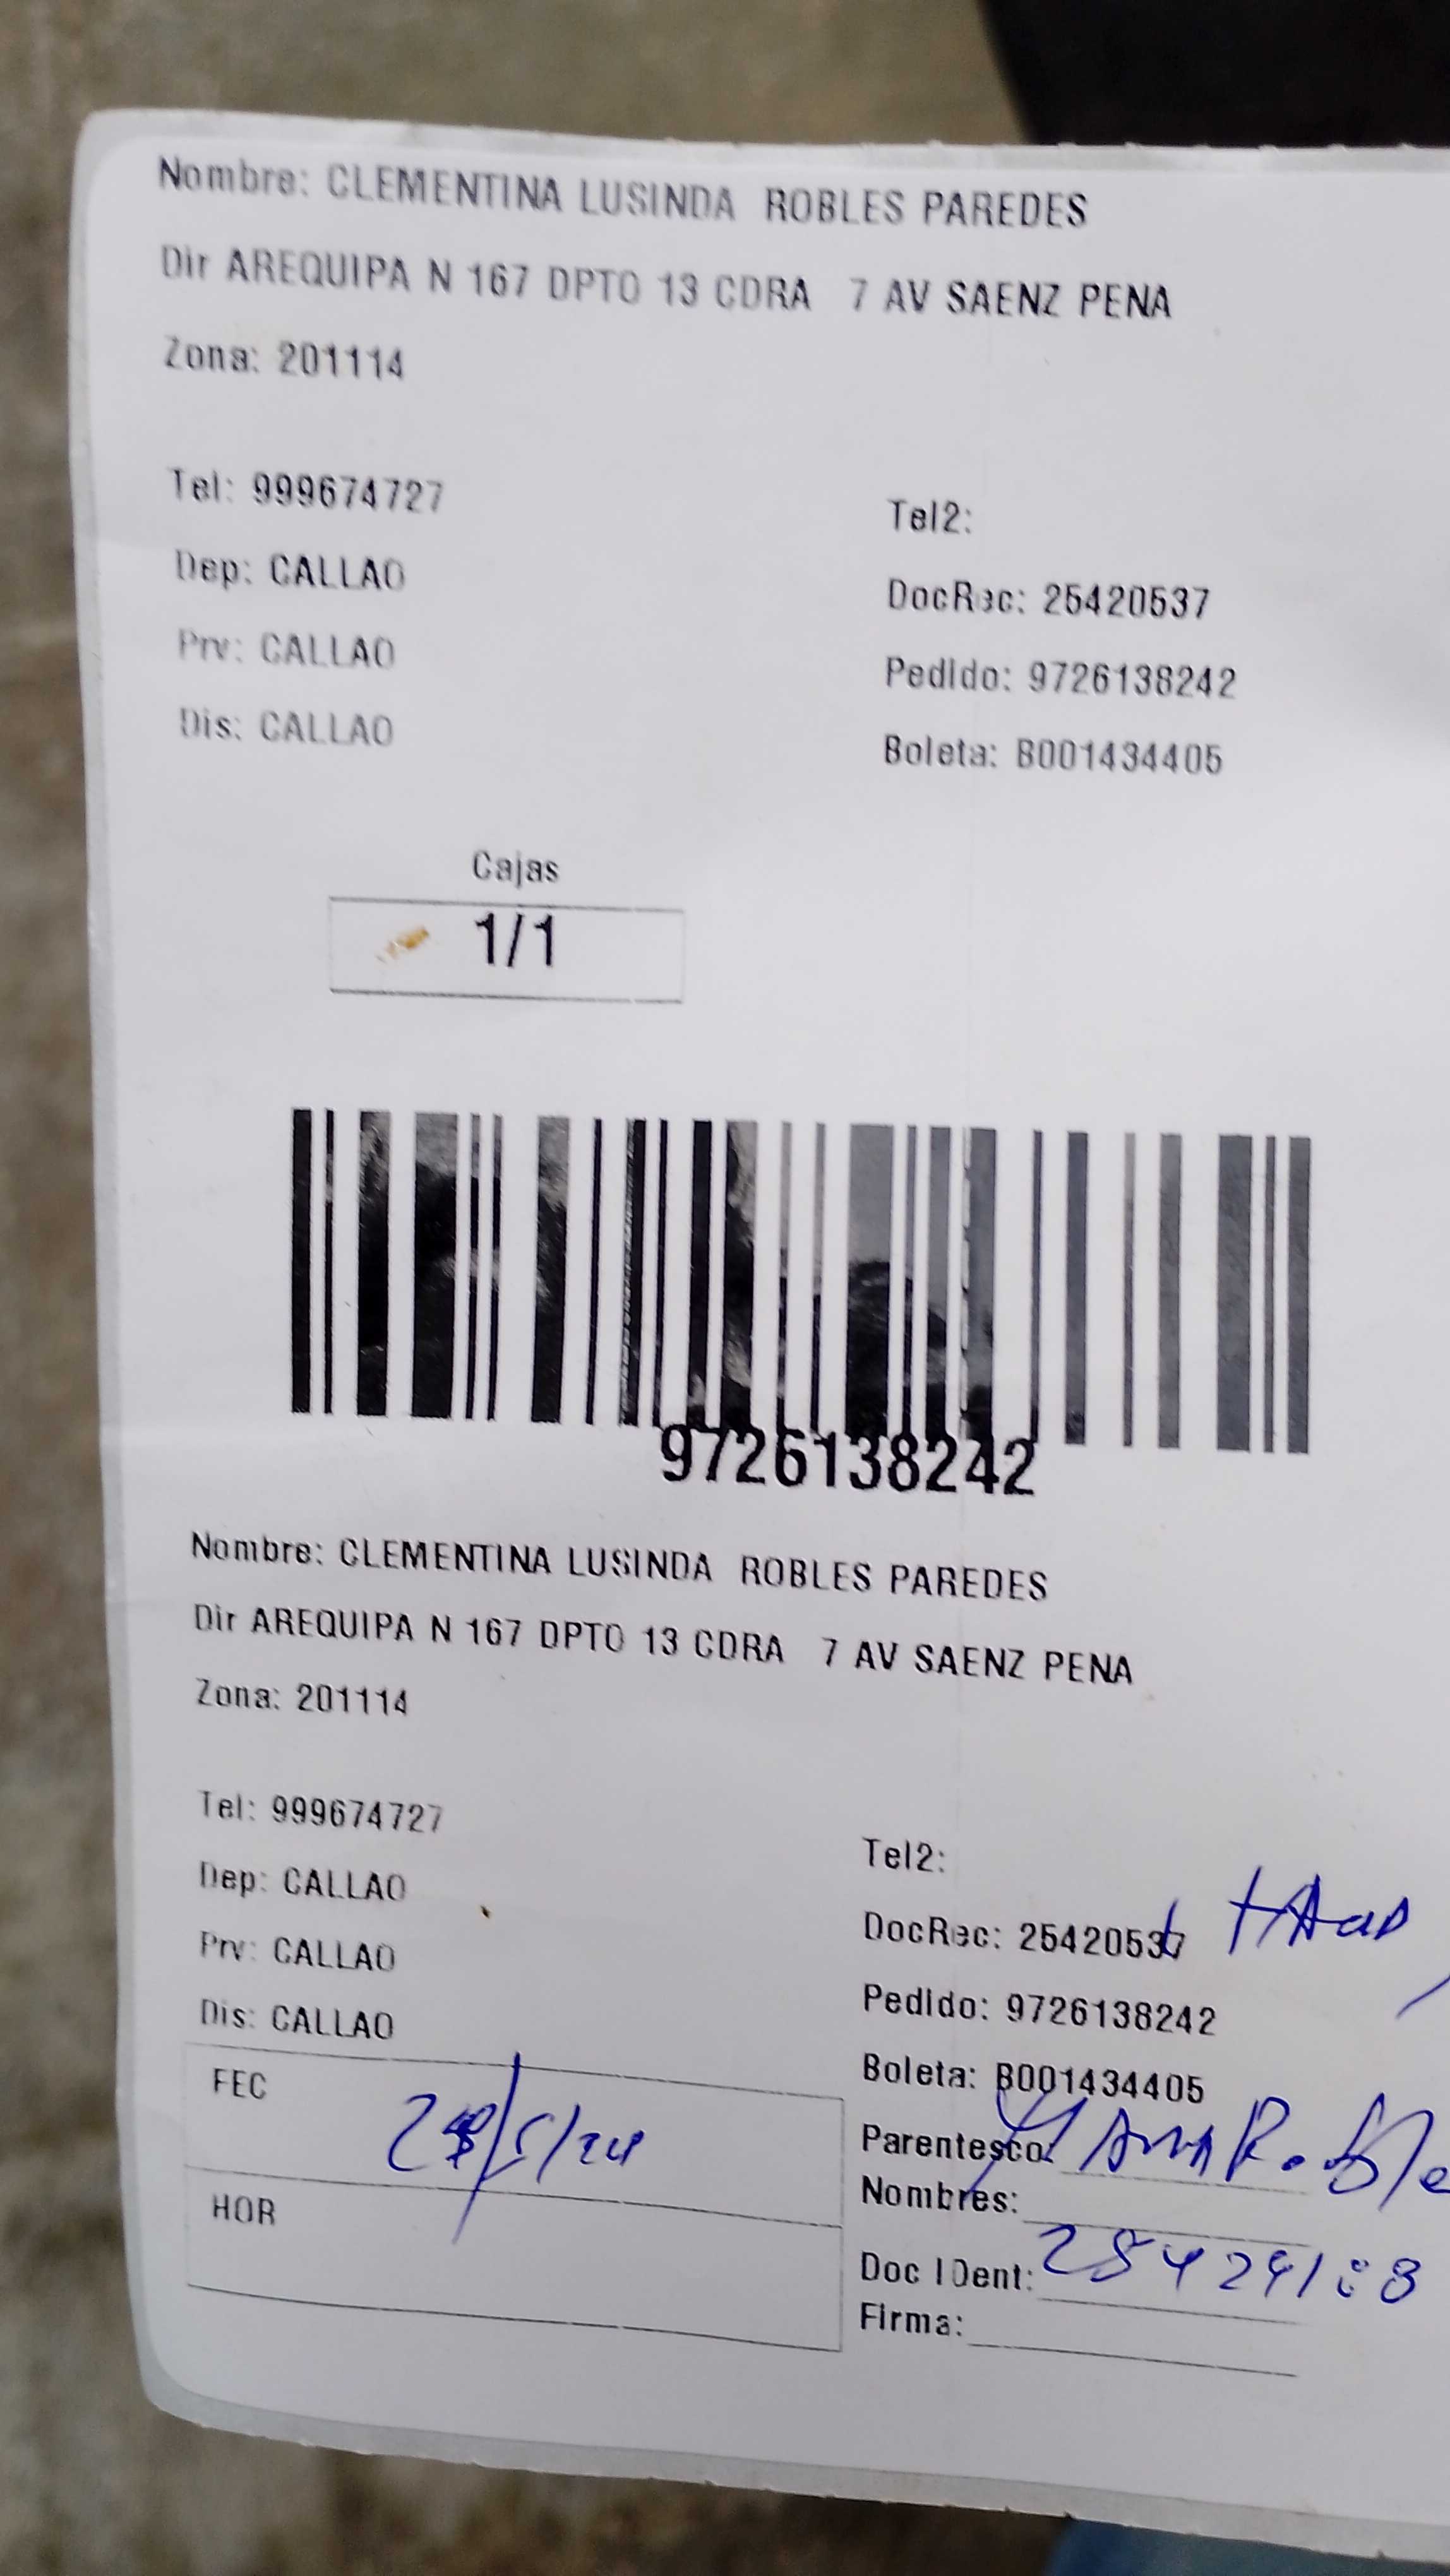 Nombre: CLEMENTINA LUSINDA ROBLES PAREDES
Dir AREQUIPA N 167 DPTO 13 CDRA 7 AV SAENZ PENA
Zona: 201114
Tel: 999674727
Tel2:
Dep: CALLAO
DocRec: 25420537
Prv: CALLAO
Pedido: 9726138242
Dis: CALLAO
Boleta: B001434405
Cajas
1/1
9726138242
Nombre: CLEMENTINA LUSINDA ROBLES PAREDES
Dir AREQUIPA N 167 DPTO 13 CDRA 7 AV SAENZ PENA
Zona: 201114
Tel: 999674727
Tel2:
Dep: CALLAO
DocRec: 25420537
Prv: CALLAO
Pedido: 9726138242
Dis: CALLAO
Boleta: B001434405
FEC
Parentesco:
Nombres:
HOR
Doc IDent:
Firma: